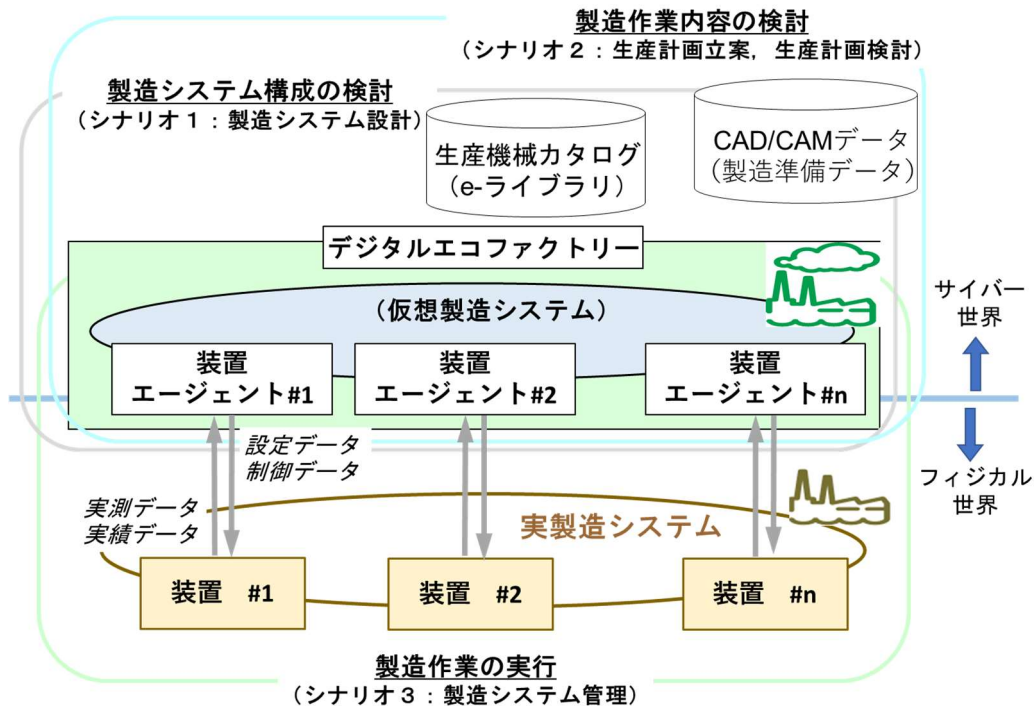 製造作業内容の検討
（シナリオ２：生産計画立案，生産計画検討）
製造システム構成の検討
（シナリオ１：製造システム設計）
生産機械カタログ
（e-ライブラリ）
CAD/CAMデータ
（製造準備データ）
デジタルエコファクトリー
（仮想製造システム）
装置
エージェント#1
装置
エージェント#2
装置
エージェント#n
サイバー
世界
フィジカル
世界
設定データ
制御データ
実測データ
実績データ
実製造システム
装置　#1
装置　#2
装置　#n
製造作業の実行
（シナリオ３：製造システム管理）